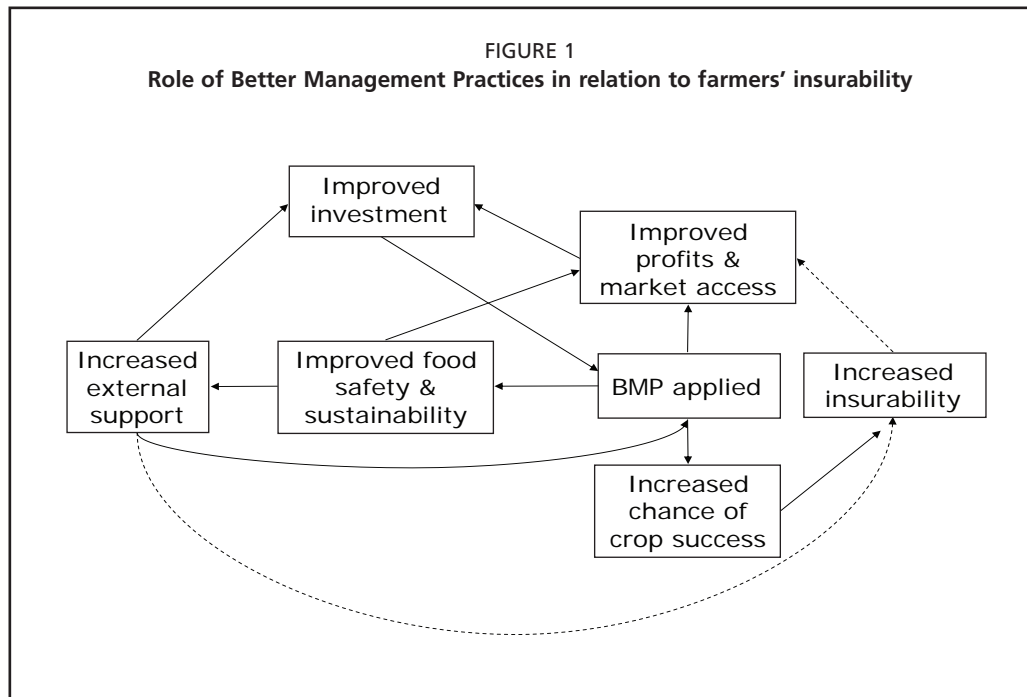 FIGURE 1
Role of Better Management Practices in relation to farmers’ insurability
Improved
investment
Improved
profits &
market access
Increased
external
support
Improved food
safety &
sustainability
BMP applied
Increased
insurability
Increased
chance of
crop success